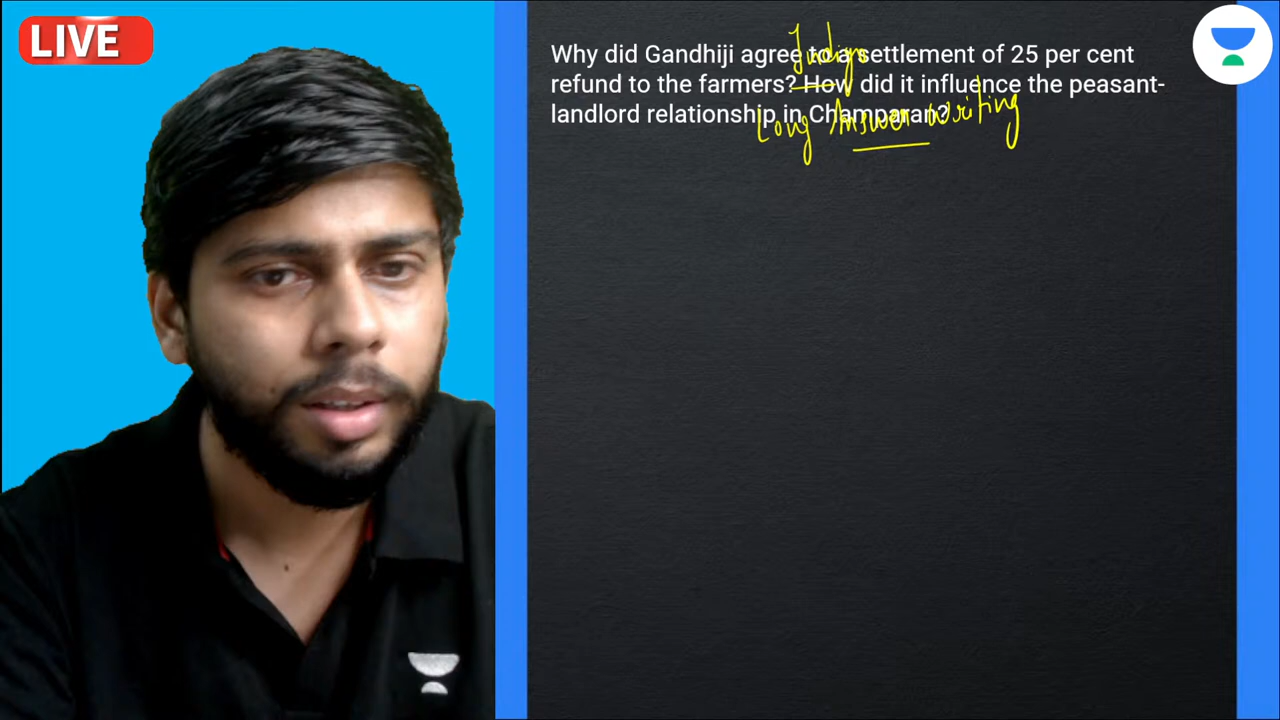 LIVE
Why did Gandhiji agree to a settlement of 25 per cent
refund to the farmers? How did it influence the peasant-
landlord relationship in Champaran?
Indigo
Long Answer Writing